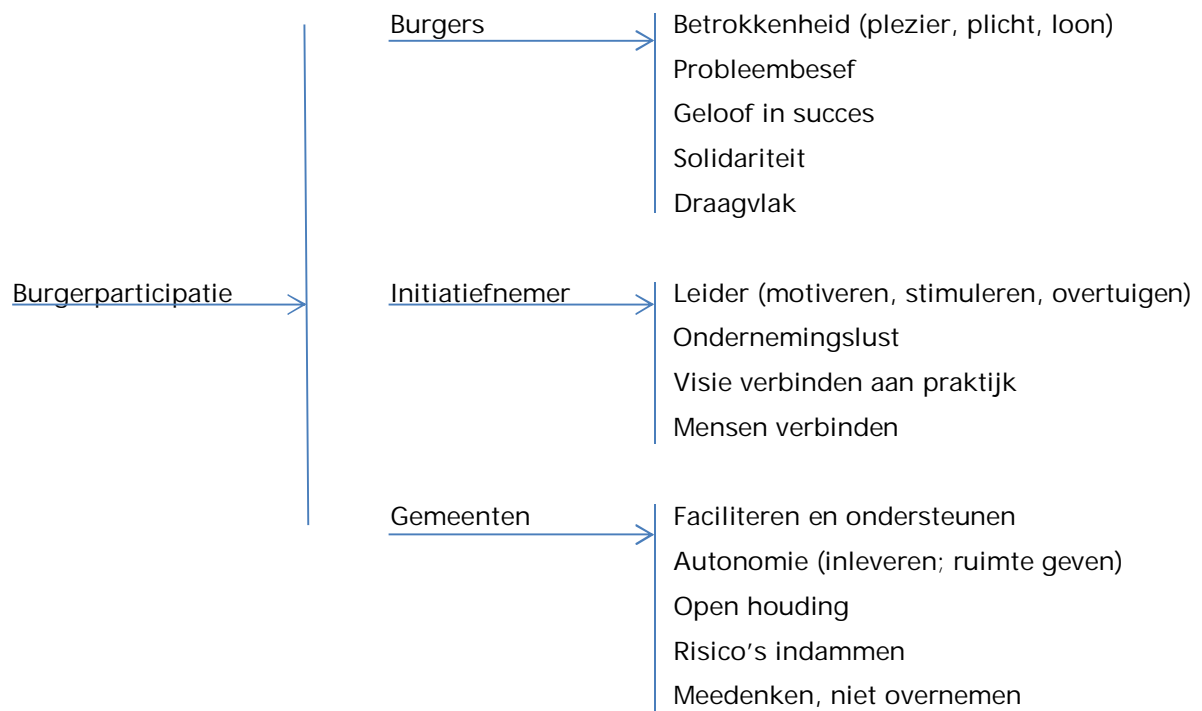 Burgers
Betrokkenheid (plezier, plicht, loon)
Probleembesef
Geloof in succes
Solidariteit
Draagvlak
Burgerparticipatie
Initiatiefnemer
Leider (motiveren, stimuleren, overtuigen)
Ondernemingslust
Visie verbinden aan praktijk
Mensen verbinden
Gemeenten
Faciliteren en ondersteunen
Autonomie (inleveren; ruimte geven)
Open houding
Risico’s indammen
Meedenken, niet overnemen